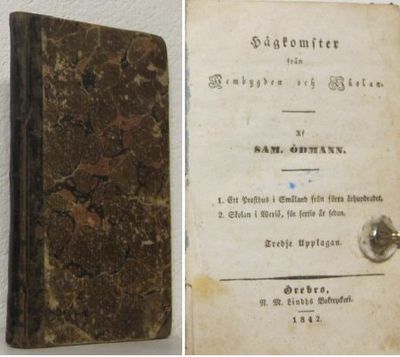 Hågkomster
från
Hembygden och Skolan.
Af
SAM. ÖDMANN.
1. Ett Presthus i Småland från förra århundradet.
2. Skolan i Wexiö, för fertio år sedan.
Tredje Upplagan.
Örebro,
N. M. Lindhs Boktryckeri.
1842.